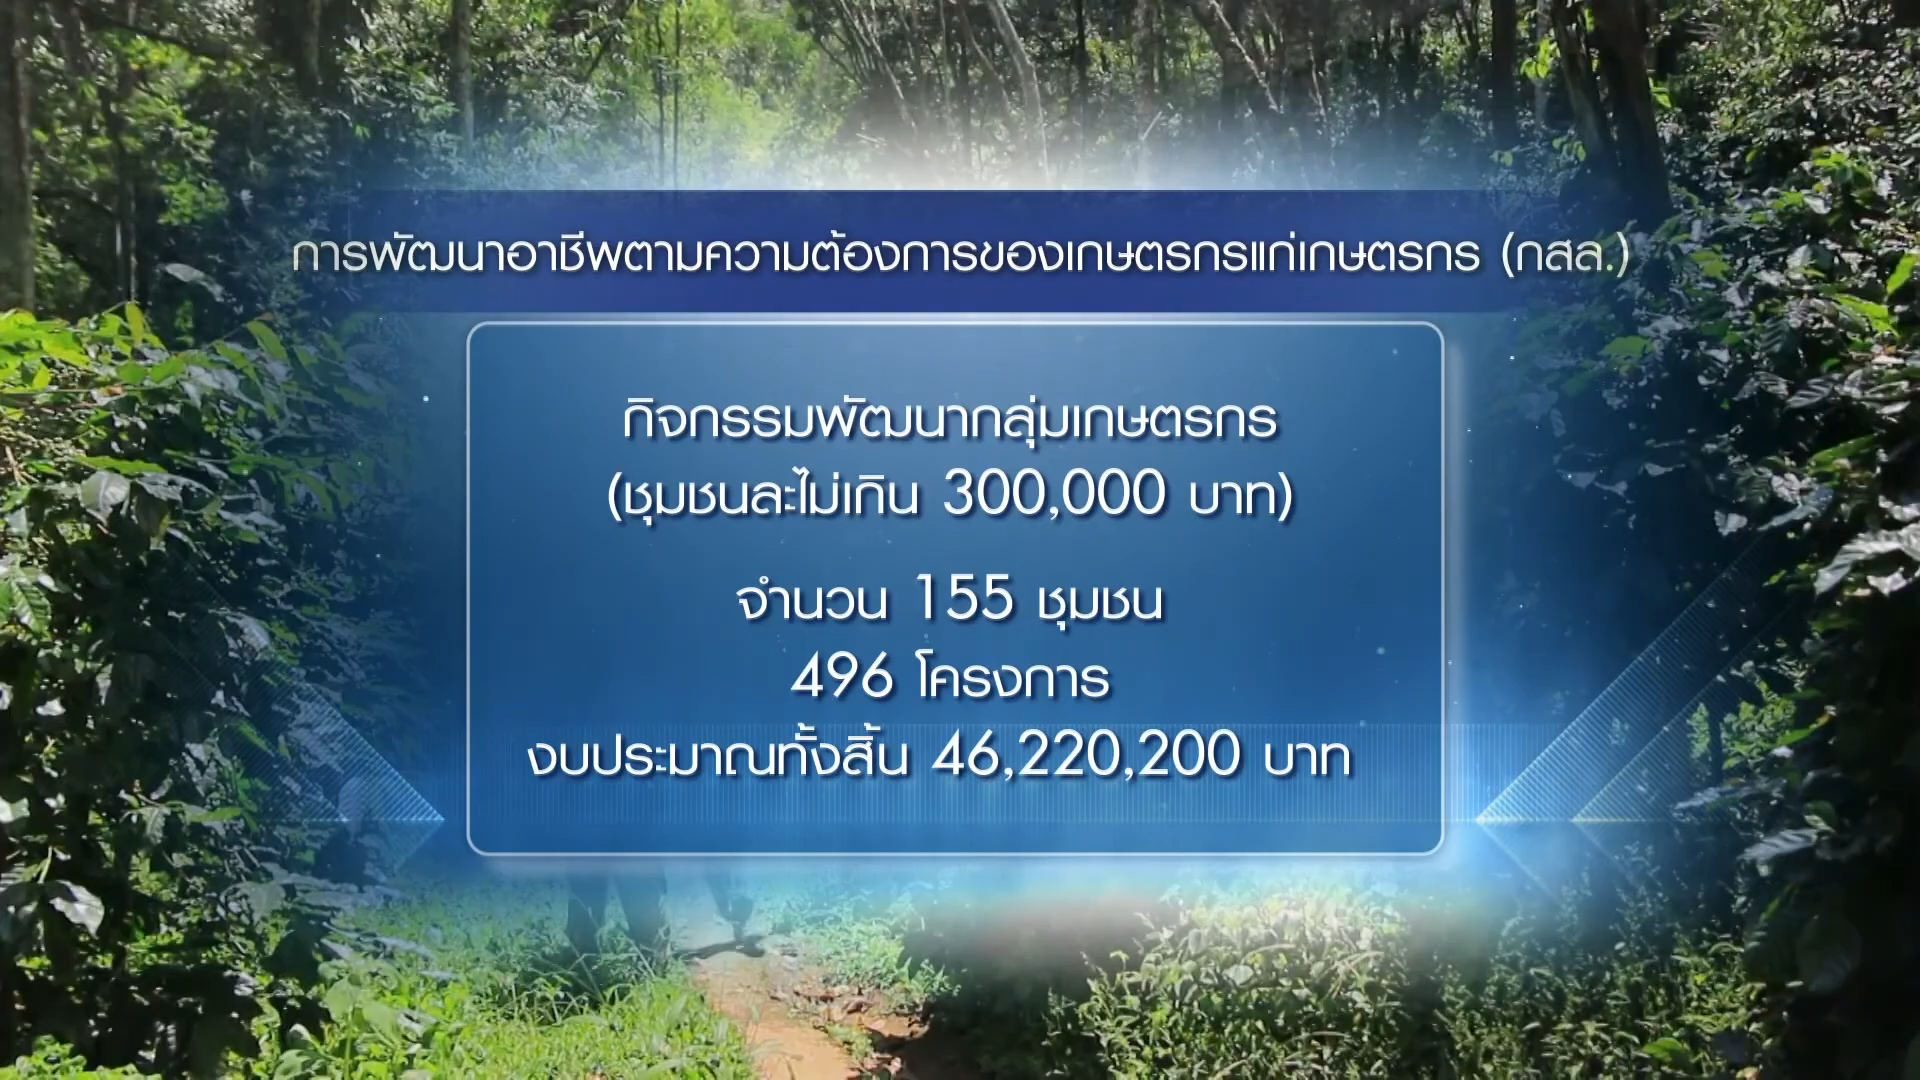 การพัฒนาอาชีพตามความต้องการของเกษตรกรแก่เกษตรกร (กสล.)
กิจกรรมพัฒนากลุ่มเกษตรกร
(ชุมชนละไม่เกิน 300,000 บาท)
จำนวน 155 ชุมชน
496 โครงการ
งบประมาณทั้งสิ้น 46,220,200 บาท